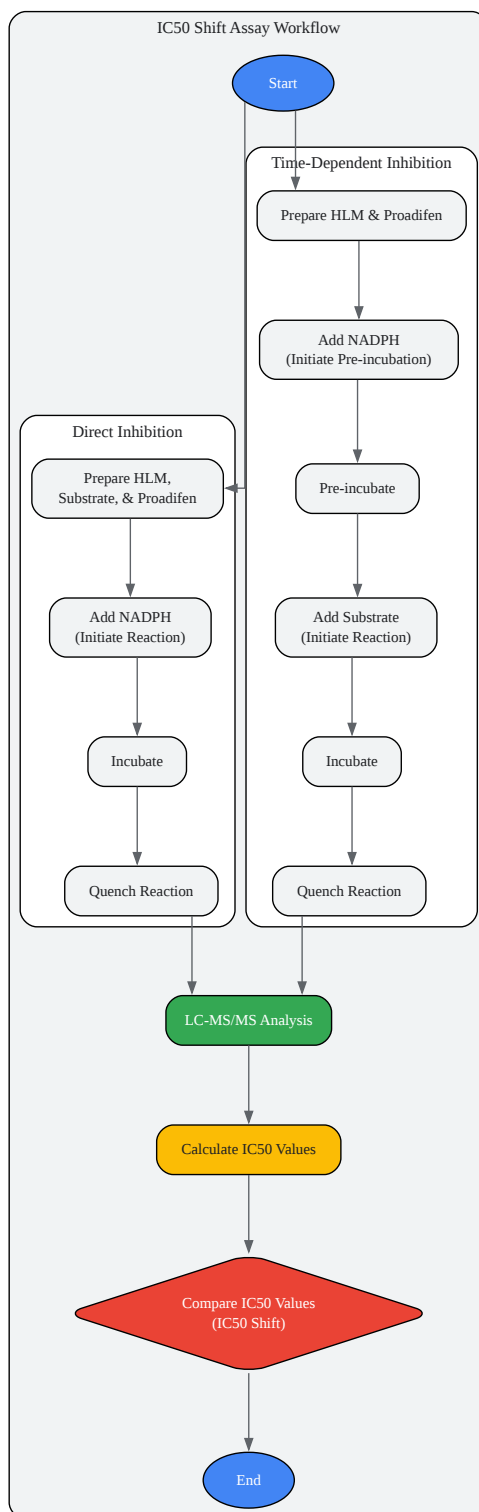 IC50 Shift Assay Workflow
Start
Time-Dependent Inhibition
Prepare HLM & Proadifen
Add NADPH
(Initiate Pre-incubation)
Pre-incubate
Add Substrate
(Initiate Reaction)
Incubate
Quench Reaction
Direct Inhibition
Prepare HLM,
Substrate, & Proadifen
Add NADPH
(Initiate Reaction)
Incubate
Quench Reaction
LC-MS/MS Analysis
Calculate IC50 Values
Compare IC50 Values
(IC50 Shift)
End